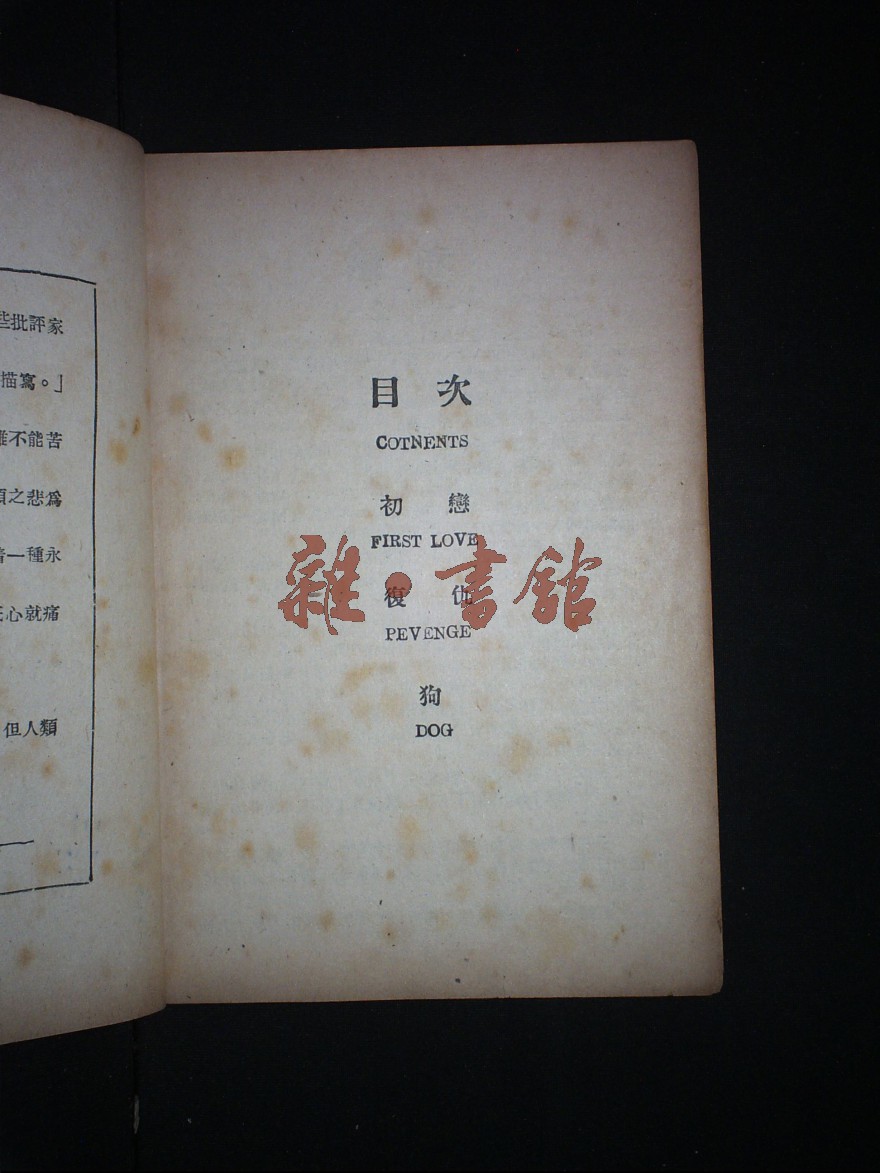 些批評家
描寫。」
難不能苦
類之悲爲
着一種永
心就痛
但人類
目次
COTNENTS
初戀
FIRST LOVE
雜•書館
復仇
PEVENGE
狗
DOG